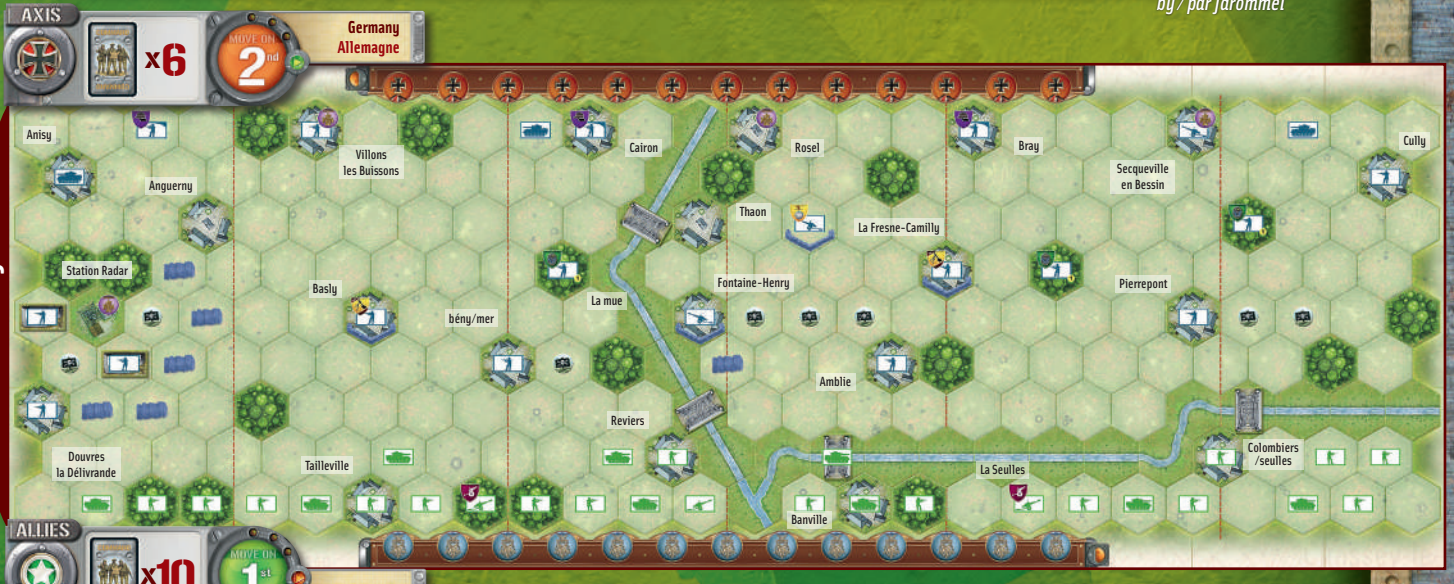 by / par Jarommel
AXIS
x6
MOVE ON
2nd
Germany
Allemagne
Anisy
Villons
les Buissons
Cairon
Rosel
Bray
Secqueville
en Bessin
Cully
Anguerny
Thaon
La Fresne-Camilly
Station Radar
Basly
bény/mer
La mue
Fontaine-Henry
Pierrepont
Amblie
Reviers
Douvres
la Délivrande
Tailleville
La Seulles
Colombiers
/seulles
Banville
ALLIES
x10
MOVE ON
1st